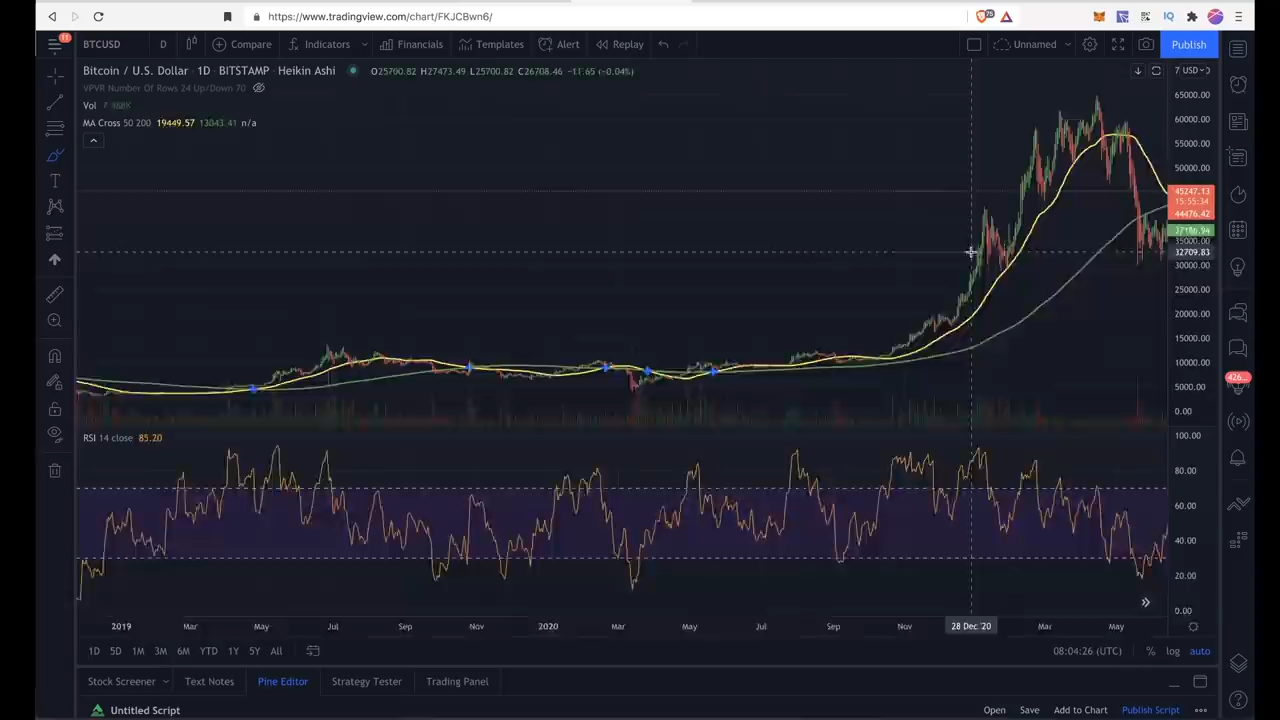 https://www.tradingview.com/chart/FKJCBwn6/
75
IQ
11
BTCUSD D Compare Indicators Financials Templates Alert Replay Unnamed Publish
Bitcoin / U.S. Dollar 1D BITSTAMP Heikin Ashi O25700.82 H27473.49 L25700.82 C26708.46 −11.65 (−0.04%)
VPVR Number Of Rows 24 Up/Down 70
Vol
MA Cross 50 200 19449.57 13043.41 n/a
USD
65000.00
60000.00
55000.00
50000.00
45247.13
15:55:34
44476.42
35000.00
32709.83
30000.00
25000.00
20000.00
15000.00
10000.00
5000.00
0.00
426...
RSI 14 close 85.20
100.00
80.00
60.00
40.00
20.00
0.00
2019 Mar May Jul Sep Nov 2020 Mar May Jul Sep Nov 28 Dec '20 Mar May
1D 5D 1M 3M 6M YTD 1Y 5Y All 08:04:26 (UTC) % log auto
Stock Screener Text Notes Pine Editor Strategy Tester Trading Panel
Untitled Script Open Save Add to Chart Publish Script